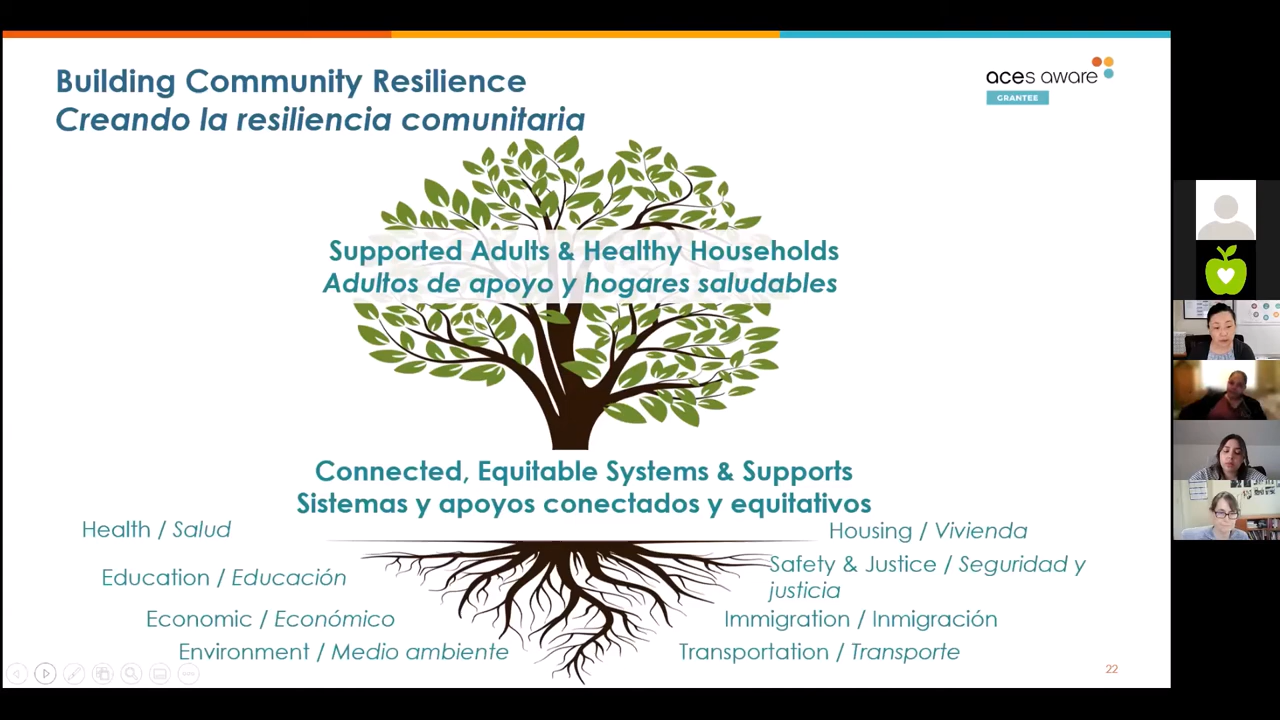 Building Community Resilience
Creando la resiliencia comunitaria
aces aware
GRANTEE
Supported Adults & Healthy Households
Adultos de apoyo y hogares saludables
Connected, Equitable Systems & Supports
Sistemas y apoyos conectados y equitativos
Health / Salud
Education / Educación
Economic / Económico
Environment / Medio ambiente
Housing / Vivienda
Safety & Justice / Seguridad y
justicia
Immigration / Inmigración
Transportation / Transporte
22